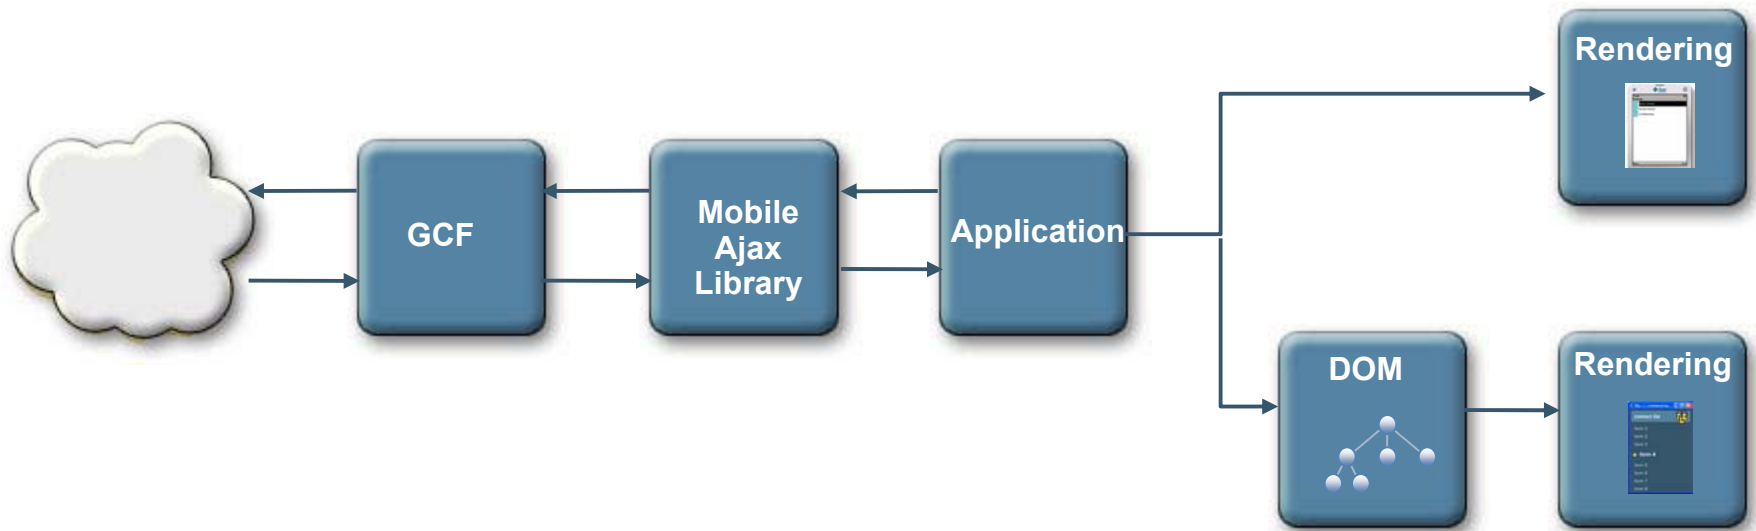 Rendering
GCF
Mobile
Ajax
Library
Application
DOM
Rendering